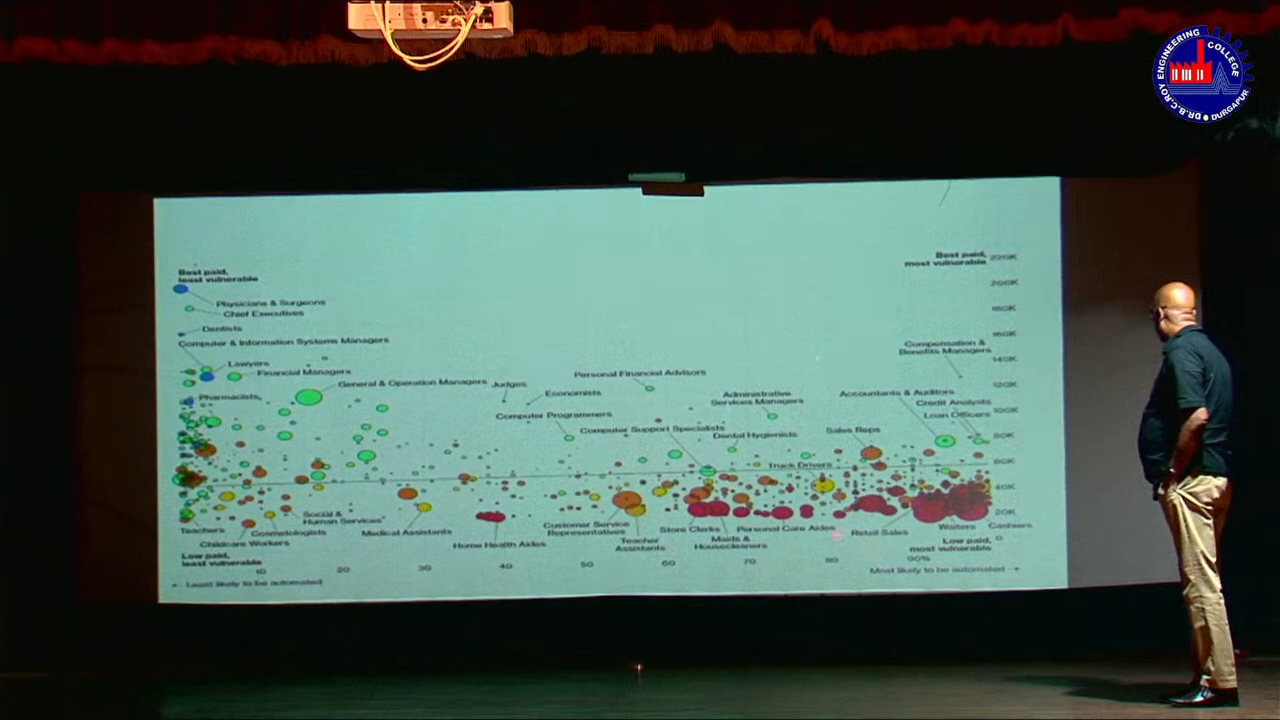 DR.B.C.ROY ENGINEERING COLLEGE DURGAPUR
Best paid,
least vulnerable
Physicians & Surgeons
Chief Executives
Dentists
Computer & Information Systems Managers
Lawyers
Financial Managers
General & Operation Managers
Pharmacists,
Judges
Economists
Computer Programmers
Personal Financial Advisors
Computer Support Specialists
Administrative
Services Managers
Dental Hygienists
Truck Drivers
Sales Reps
Accountants & Auditors
Credit Analysts
Loan Officers
Compensation &
Benefits Managers
Best paid,
most vulnerable
220K
200K
180K
160K
140K
120K
100K
80K
60K
40K
20K
0
Teachers
Childcare Workers
Cosmetologists
Social &
Human Services
Medical Assistants
Home Health Aides
Customer Service
Representatives
Teacher
Assistants
Store Clerks
Maids &
Housecleaners
Personal Care Aides
Retail Sales
Waiters
Cashiers
Low paid,
least vulnerable
Low paid,
most vulnerable
10
20
30
40
50
60
70
80
90%
Least likely to be automated
Most likely to be automated